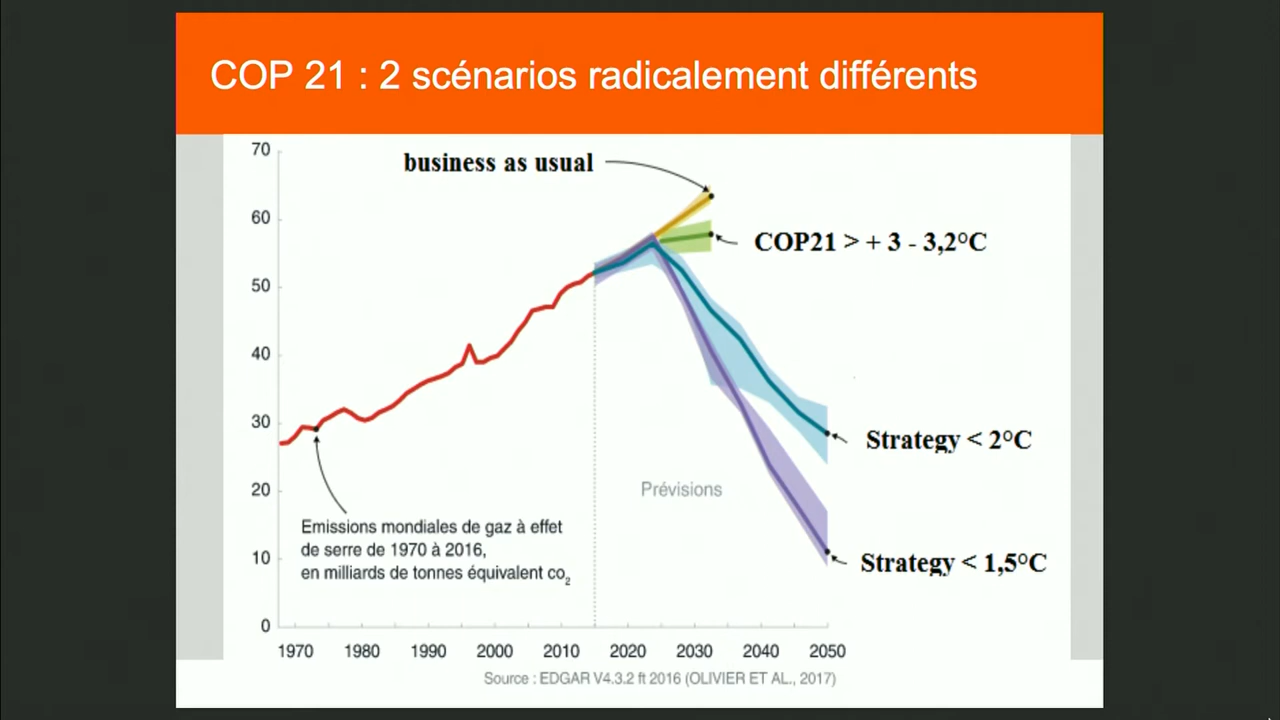 COP 21 : 2 scénarios radicalement différents
70
business as usual
60
COP21 > + 3 - 3,2°C
50
40
30
Strategy < 2°C
20
Prévisions
Emissions mondiales de gaz à effet
de serre de 1970 à 2016,
en milliards de tonnes équivalent co₂
10
Strategy < 1,5°C
0
1970 1980 1990 2000 2010 2020 2030 2040 2050
Source : EDGAR V4.3.2 ft 2016 (OLIVIER ET AL., 2017)